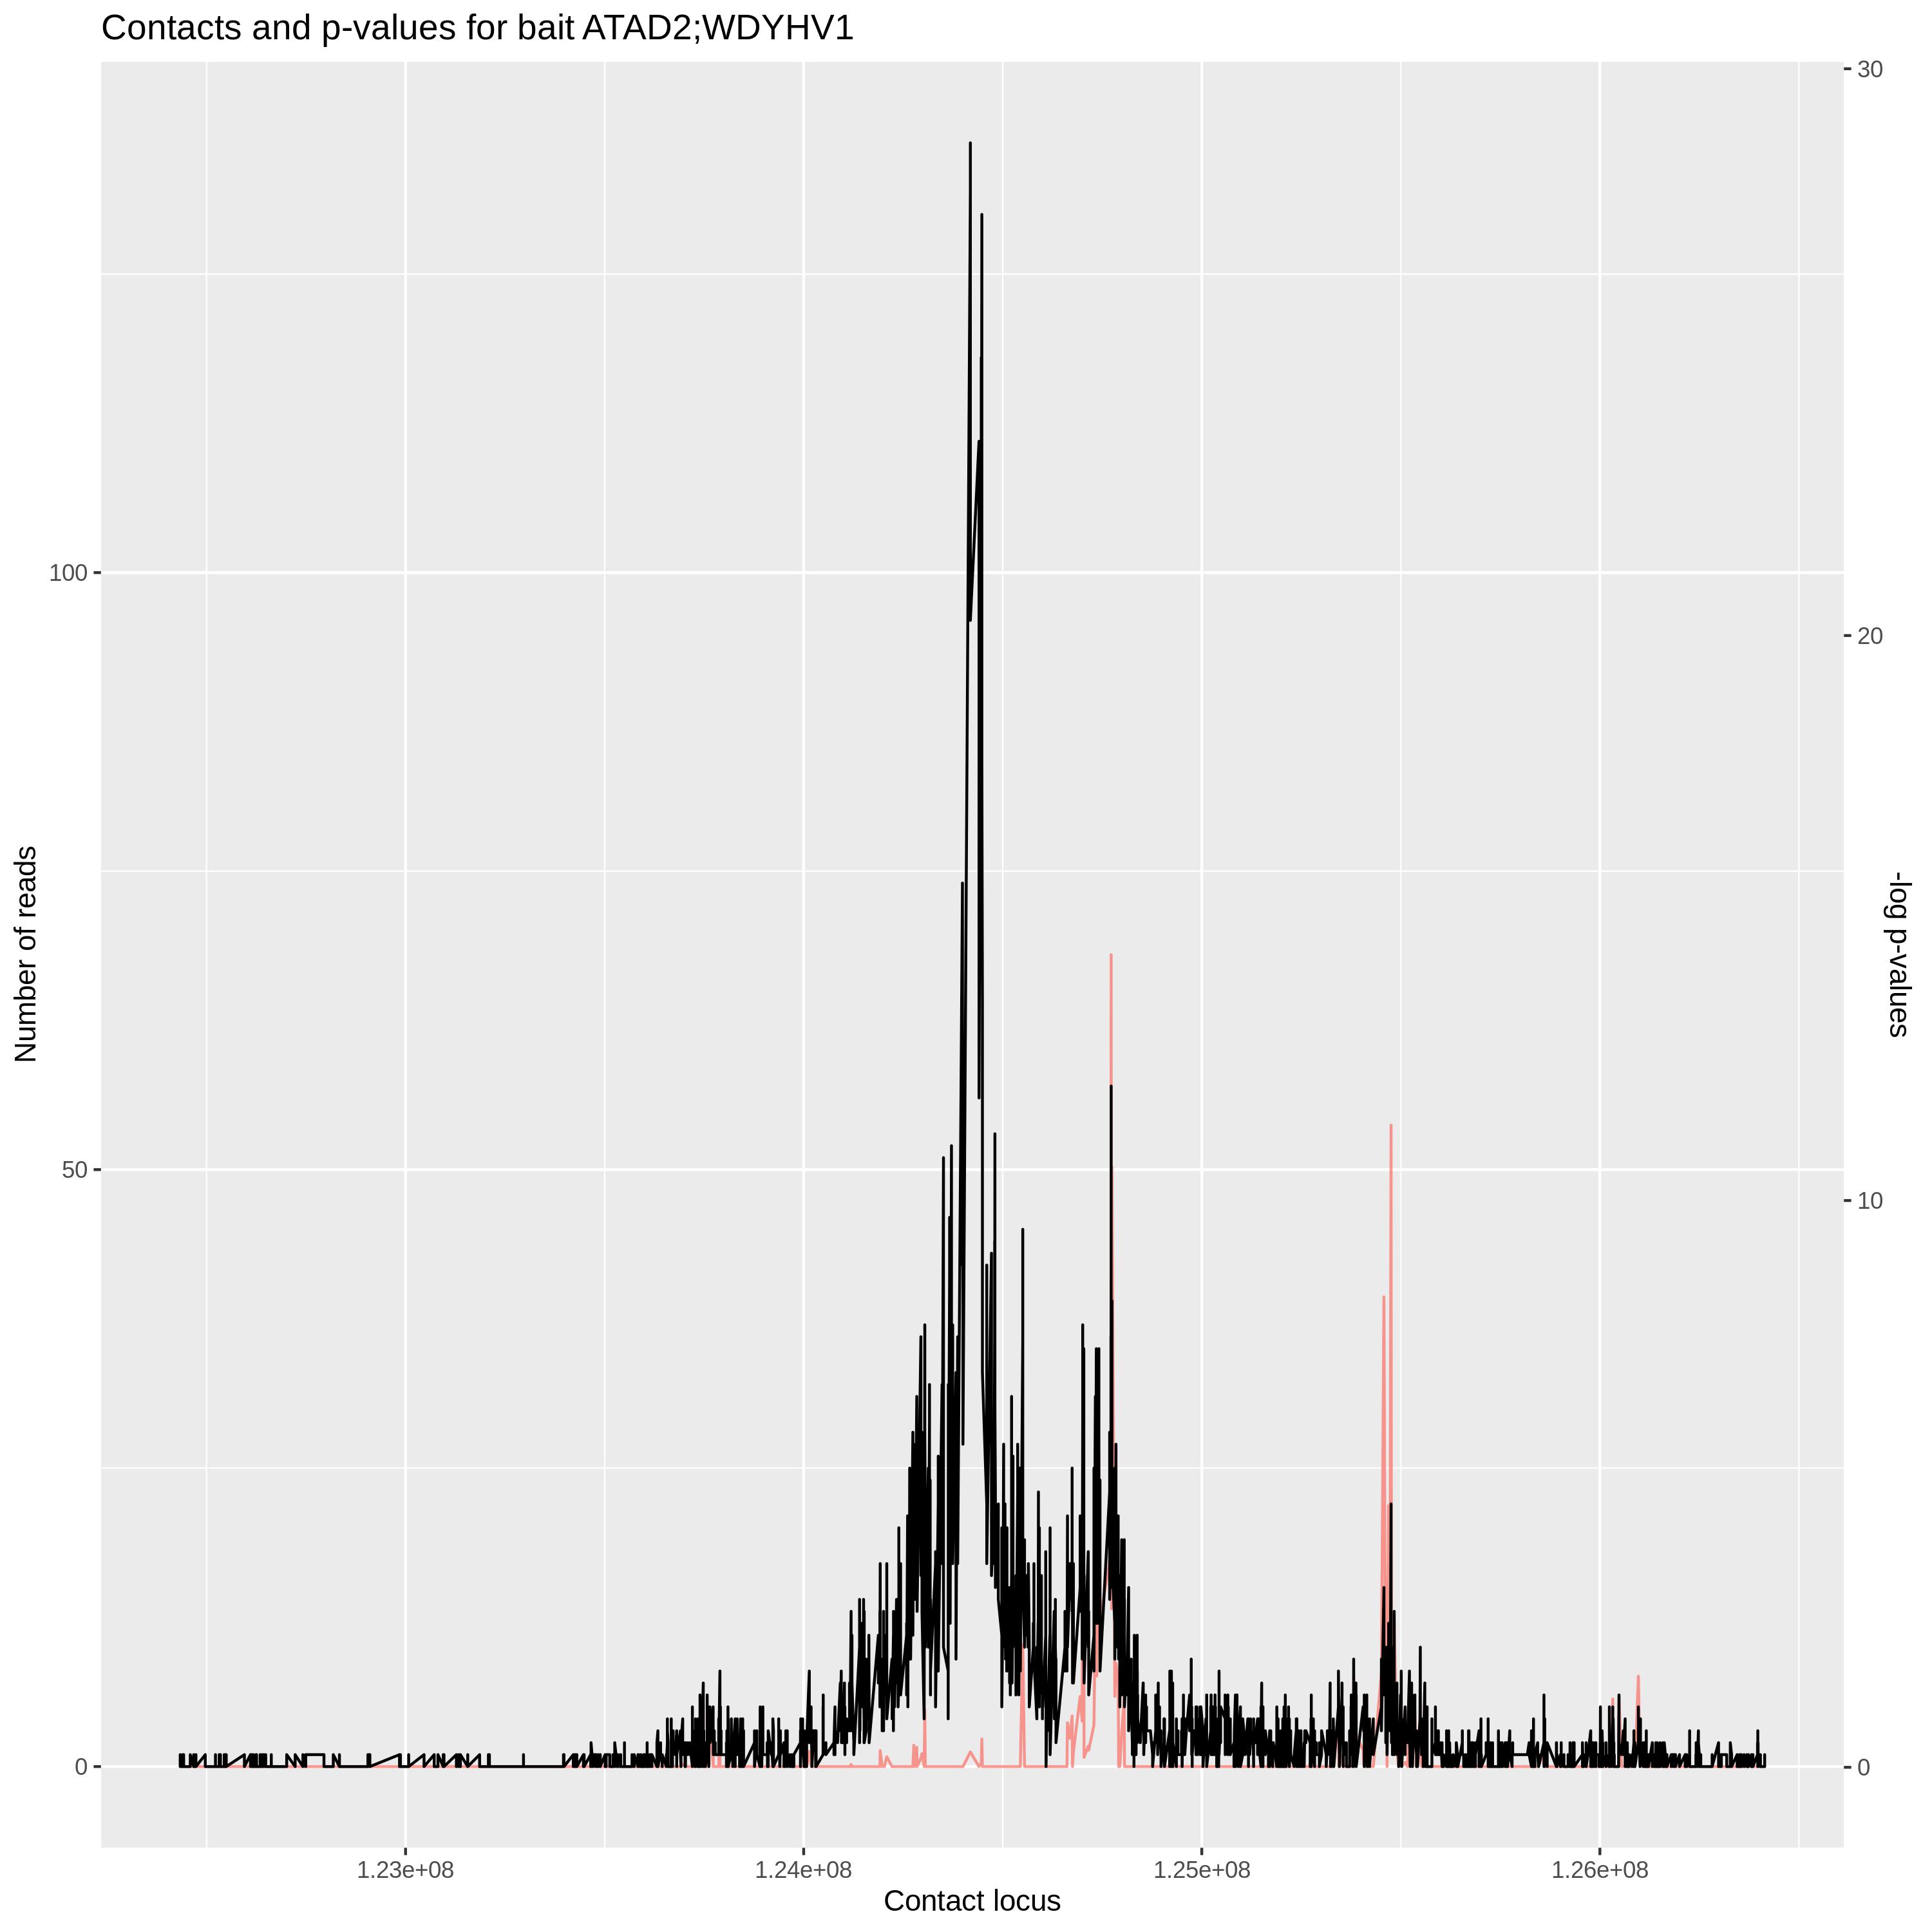 Contacts and p-values for bait ATAD2;WDYHV1
30
100
20
Number of reads
-log p-values
50
10
0
0
1.23e+08
1.24e+08
1.25e+08
1.26e+08
Contact locus